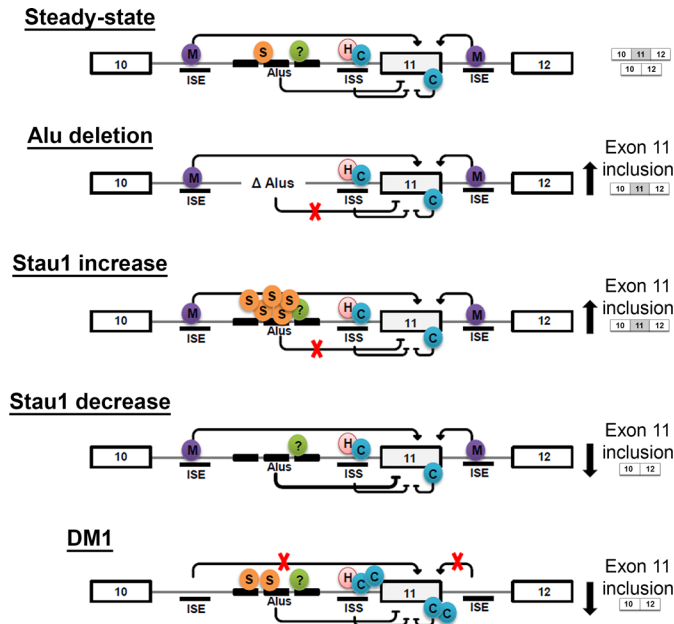 Steady-state
M S ? H C M
10 11 12 10 11 12
ISE Alus ISS C ISE 10 12
Alu deletion
Exon 11
M H C M inclusion
10 Δ Alus 11 12
ISE ISS C ISE 10 11 12
X
Stau1 increase
Exon 11
S S S
M S S ? H C M inclusion
10 11 12 10 11 12
ISE Alus ISS C ISE
X
Stau1 decrease
Exon 11
M ? H C M inclusion
10 11 12 10 12
ISE Alus ISS C ISE
DM1
X X Exon 11
S S ? H C C inclusion
10 11 12 10 12
ISE Alus ISS C C ISE